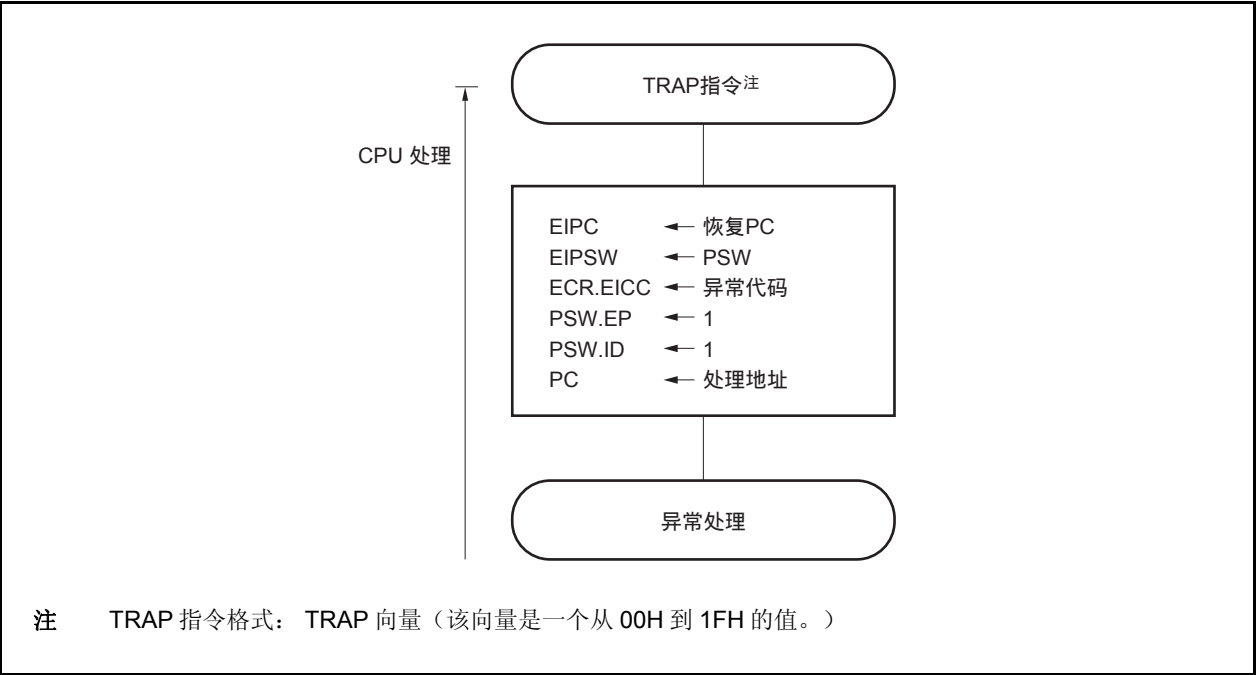 TRAP指令注
CPU 处理
EIPC ← 恢复PC
EIPSW ← PSW
ECR.EICC ← 异常代码
PSW.EP ← 1
PSW.ID ← 1
PC ← 处理地址
异常处理
注 TRAP 指令格式： TRAP 向量（该向量是一个从 00H 到 1FH 的值。）